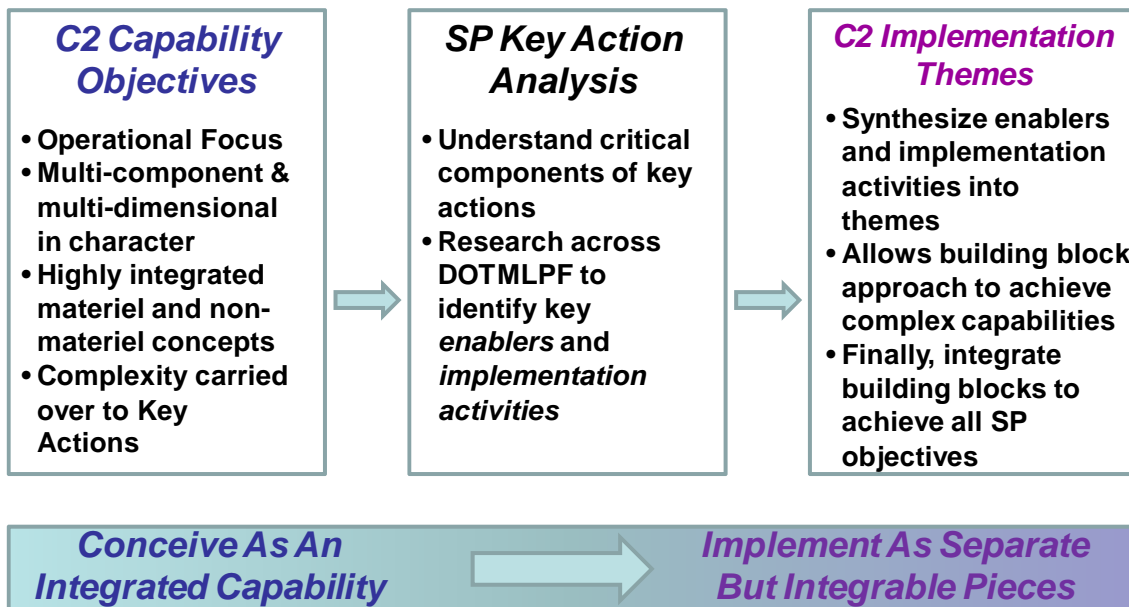 C2 Capability
Objectives
• Operational Focus
• Multi-component &
multi-dimensional
in character
• Highly integrated
materiel and non-
materiel concepts
• Complexity carried
over to Key
Actions
SP Key Action
Analysis
• Understand critical
components of key
actions
• Research across
DOTMLPF to
identify key
enablers and
implementation
activities
C2 Implementation
Themes
• Synthesize enablers
and implementation
activities into
themes
• Allows building block
approach to achieve
complex capabilities
• Finally, integrate
building blocks to
achieve all SP
objectives
Conceive As An
Integrated Capability
Implement As Separate
But Integrable Pieces